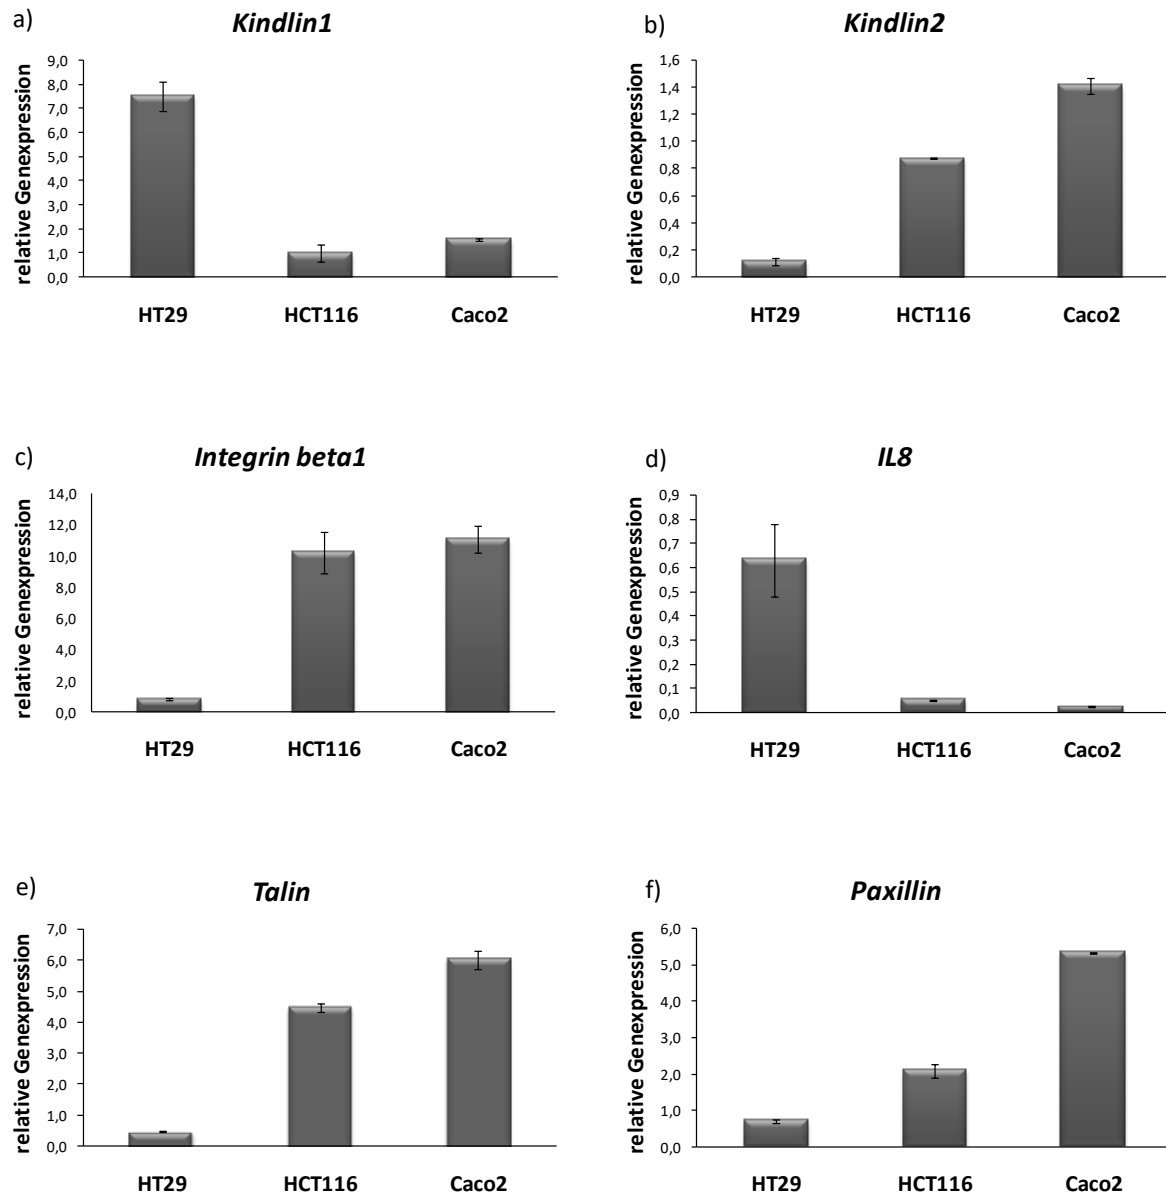 a)
Kindlin1
relative Genexpression
9,0
8,0
7,0
6,0
5,0
4,0
3,0
2,0
1,0
0,0
HT29 HCT116 Caco2
b)
Kindlin2
relative Genexpression
1,6
1,4
1,2
1,0
0,8
0,6
0,4
0,2
0,0
HT29 HCT116 Caco2
c)
Integrin beta1
relative Genexpression
14,0
12,0
10,0
8,0
6,0
4,0
2,0
0,0
HT29 HCT116 Caco2
d)
IL8
relative Genexpression
0,9
0,8
0,7
0,6
0,5
0,4
0,3
0,2
0,1
0,0
HT29 HCT116 Caco2
e)
Talin
relative Genexpression
7,0
6,0
5,0
4,0
3,0
2,0
1,0
0,0
HT29 HCT116 Caco2
f)
Paxillin
relative Genexpression
6,0
5,0
4,0
3,0
2,0
1,0
0,0
HT29 HCT116 Caco2